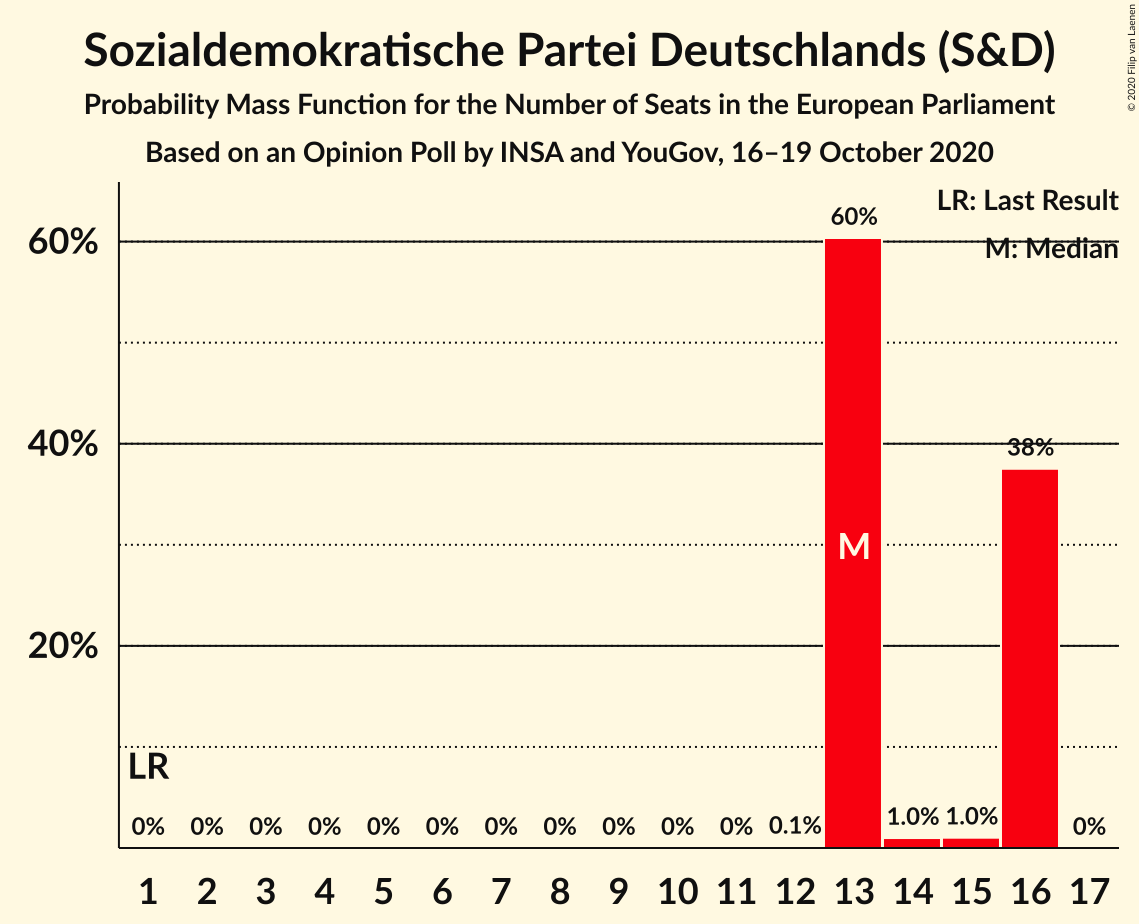 Sozialdemokratische Partei Deutschlands (S&D)
Probability Mass Function for the Number of Seats in the European Parliament
Based on an Opinion Poll by INSA and YouGov, 16–19 October 2020
© 2020 Filip van Laenen
LR: Last Result
M: Median
60%
40%
20%
60%
38%
M
LR
0% 0% 0% 0% 0% 0% 0% 0% 0% 0% 0% 0.1% 1.0% 1.0% 0%
1 2 3 4 5 6 7 8 9 10 11 12 13 14 15 16 17